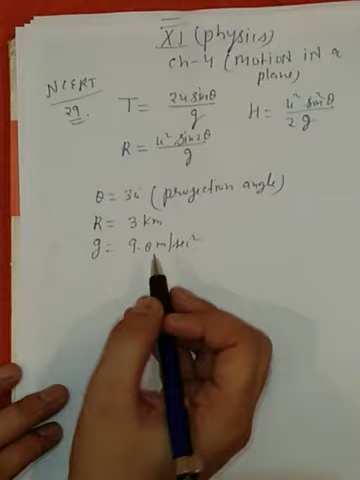 XI (physics)
ch-4 (MOTION IN a
plane)
NCERT
29
T = 2u sinθ / g
H = u² sin²θ / 2g
R = u² sin2θ / g
θ = 30 (projection angle)
R = 3 km
g = 9.8 m/sec²